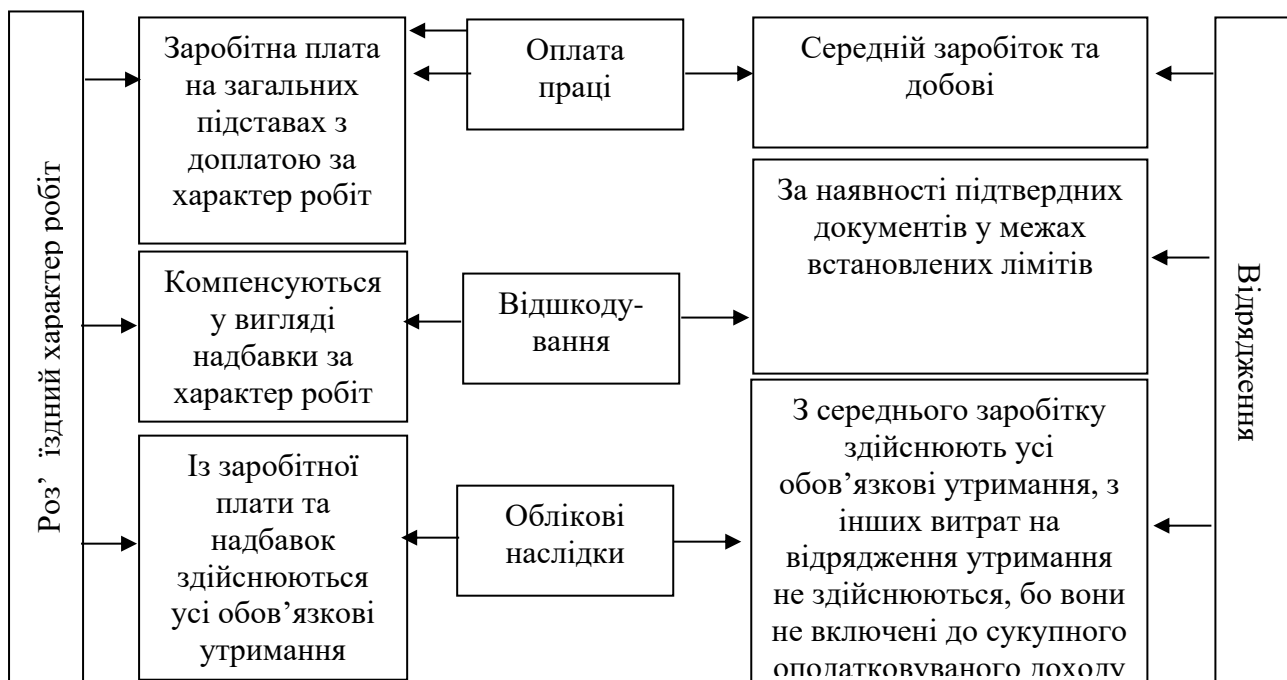 Роз’ їздний характер робіт
Заробітна плата
на загальних
підставах з
доплатою за
характер робіт
Оплата
праці
Середній заробіток та
добові
Компенсуються
у вигляді
надбавки за
характер робіт
Відшкоду-
вання
За наявності підтвердних
документів у межах
встановлених лімітів
Із заробітної
плати та
надбавок
здійснюються
усі обов’язкові
утримання
Облікові
наслідки
З середнього заробітку
здійснюють усі
обов’язкові утримання, з
інших витрат на
відрядження утримання
не здійснюються, бо вони
не включені до сукупного
оподатковуваного доходу
Відрядження